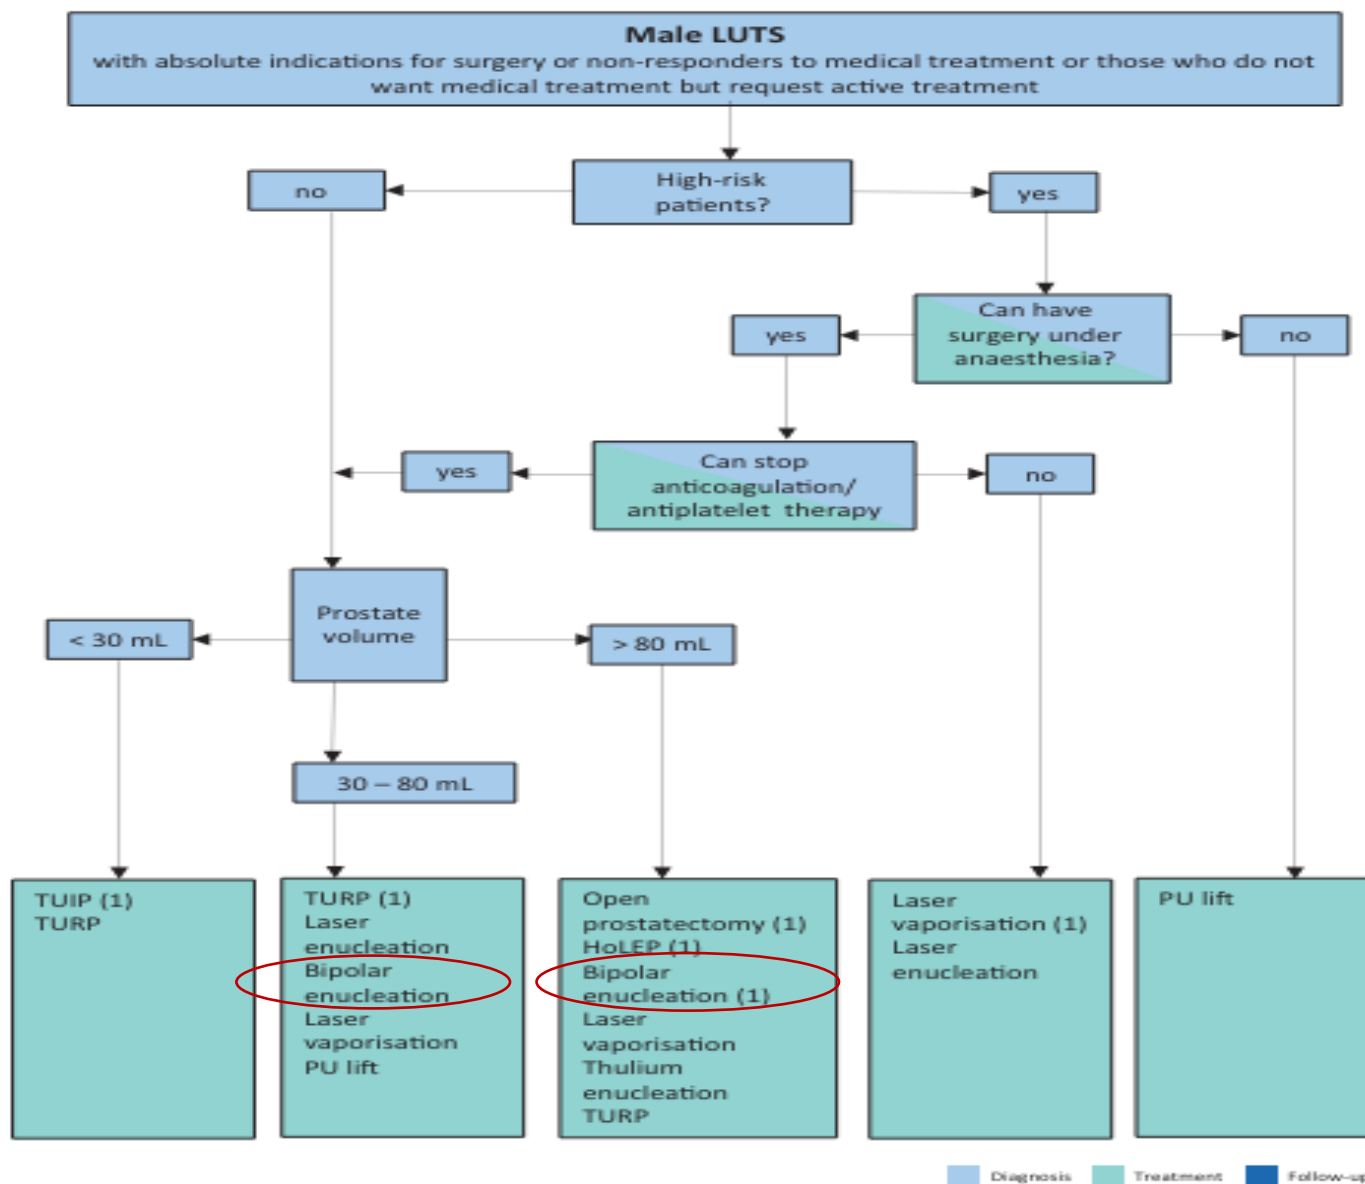 Male LUTS
with absolute indications for surgery or non-responders to medical treatment or those who do not
want medical treatment but request active treatment
no
High-risk
patients?
yes
yes
Can have
surgery under
anaesthesia?
no
yes
Can stop
anticoagulation/
antiplatelet therapy
no
Prostate
volume
< 30 mL
> 80 mL
30 – 80 mL
TUIP (1)
TURP
TURP (1)
Laser
enucleation
Bipolar
enucleation
Laser
vaporisation
PU lift
Open
prostatectomy (1)
HoLEP (1)
Bipolar
enucleation (1)
Laser
vaporisation
Thulium
enucleation
TURP
Laser
vaporisation (1)
Laser
enucleation
PU lift
Diagnosis
Treatment
Follow-up